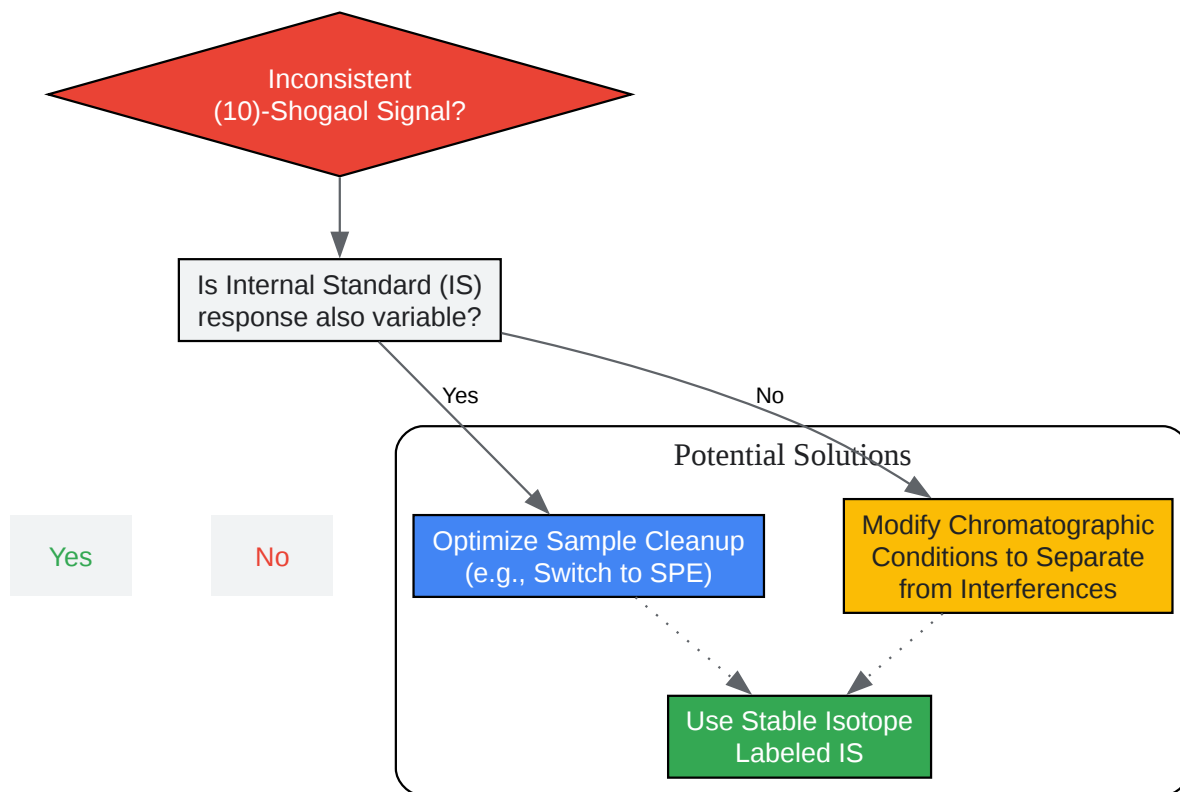 Inconsistent
(10)-Shogaol Signal?
Is Internal Standard (IS)
response also variable?
Yes
No
Potential Solutions
Optimize Sample Cleanup
(e.g., Switch to SPE)
Modify Chromatographic
Conditions to Separate
from Interferences
Yes
No
Use Stable Isotope
Labeled IS